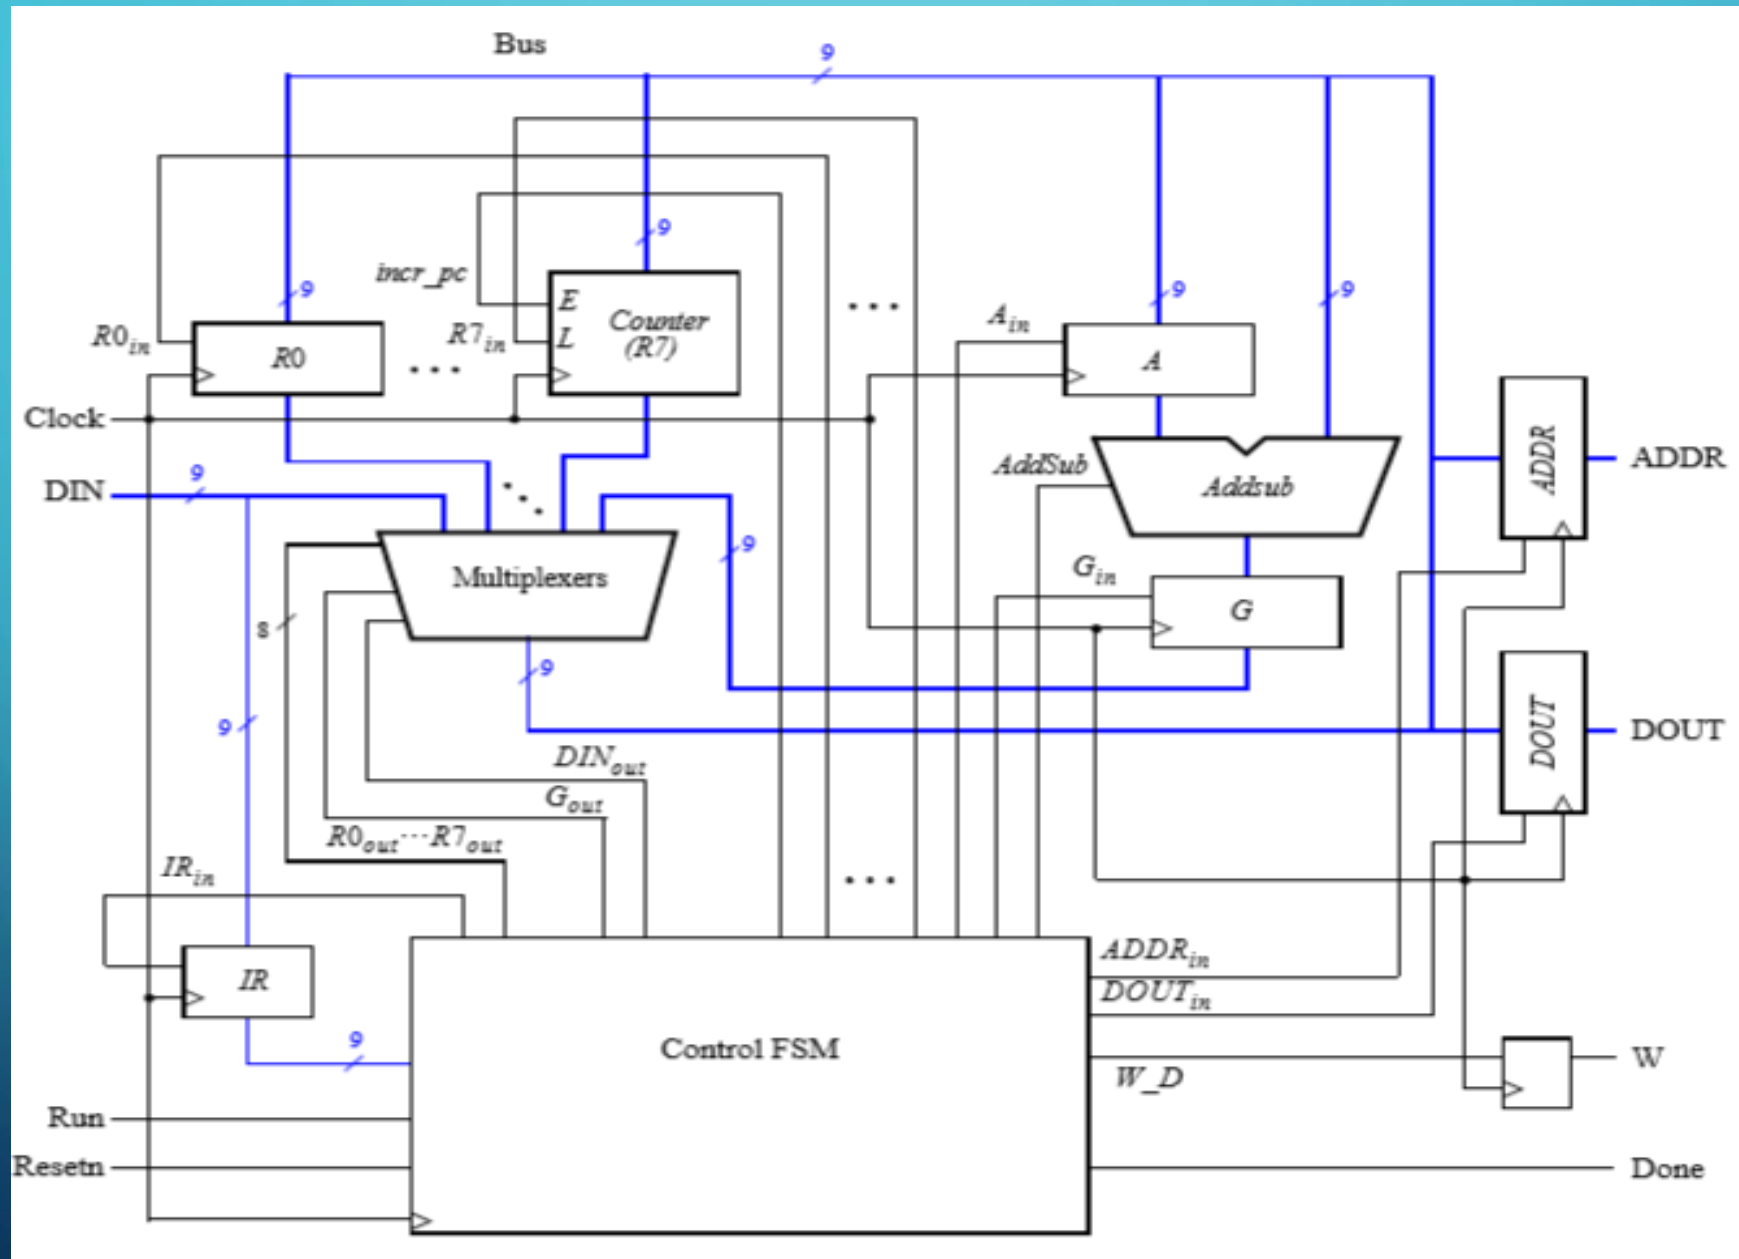 Bus
9
9
incr_pc
9
9
9
E
R0in
R0
...
R7in
L
Counter
(R7)
...
Ain
A
Clock
ADDR
ADDR
9
DIN
AddSub
Addsub
9
Multiplexers
Gin
G
8
9
9
DOUT
DOUT
DINout
Gout
R0out...R7out
IRin
...
IR
ADDRin
DOUTin
9
Control FSM
W_D
W
Run
Resetn
Done